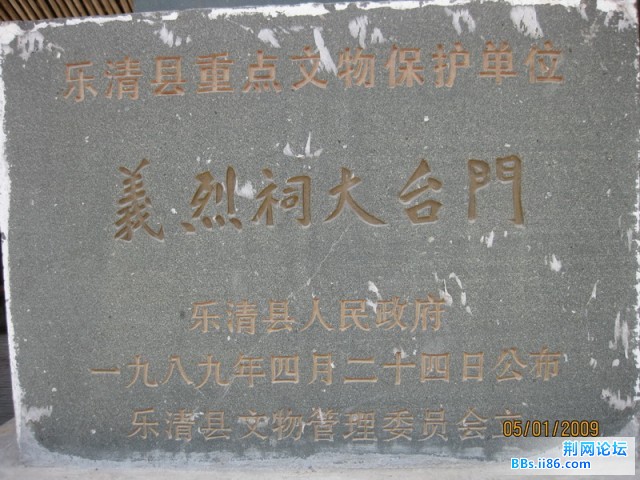 乐清县重点文物保护单位
義烈祠大台門
乐清县人民政府
一九八九年四月二十四日公布
乐清县文物管理委员会立
05/01/2009
荆网论坛
BBs.ii86.com